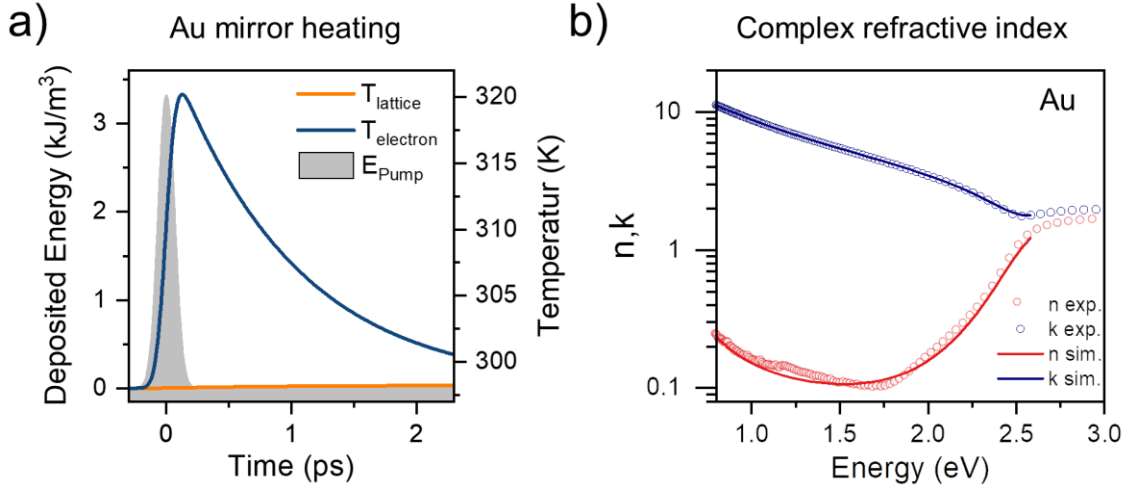 a)
Au mirror heating
Deposited Energy (kJ/m³)
3
2
1
0
T_lattice
T_electron
E_Pump
320
315
310
305
300
Temperatur (K)
0
1
2
Time (ps)
b)
Complex refractive index
n,k
10
1
0.1
Au
n exp.
k exp.
n sim.
k sim.
1.0
1.5
2.0
2.5
3.0
Energy (eV)